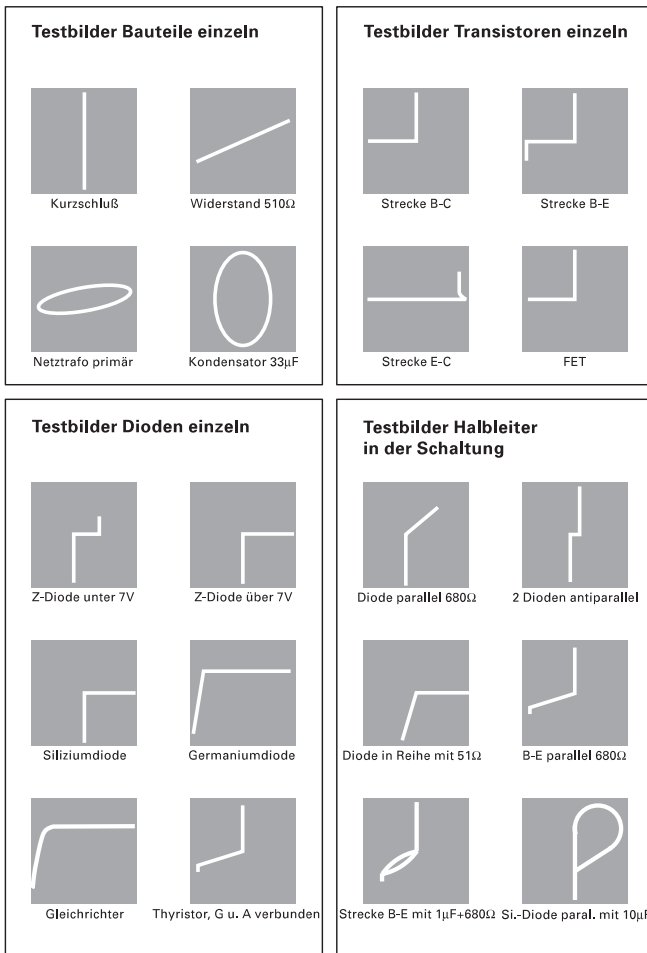 Testbilder Bauteile einzeln
Kurzschluß
Widerstand 510Ω
Netztrafo primär
Kondensator 33µF
Testbilder Transistoren einzeln
Strecke B-C
Strecke B-E
Strecke E-C
FET
Testbilder Dioden einzeln
Z-Diode unter 7V
Z-Diode über 7V
Siliziumdiode
Germaniumdiode
Gleichrichter
Thyristor, G u. A verbunden
Testbilder Halbleiter
in der Schaltung
Diode parallel 680Ω
2 Dioden antiparallel
Diode in Reihe mit 51Ω
B-E parallel 680Ω
Strecke B-E mit 1µF+680Ω
Si.-Diode paral. mit 10µF